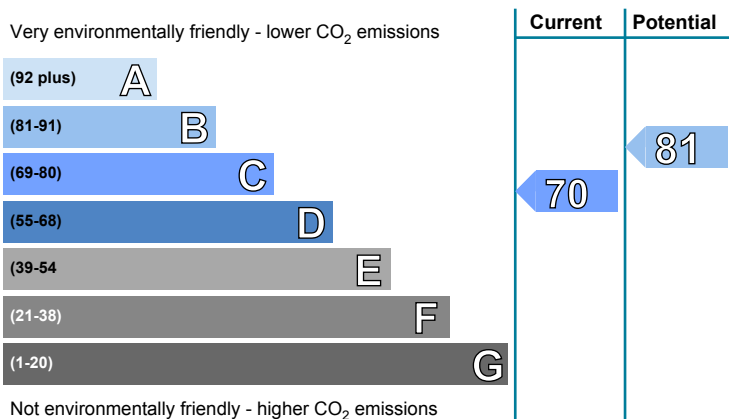 Current Potential
Very environmentally friendly - lower CO2 emissions
(92 plus) A
(81-91) B
81
(69-80) C
70
(55-68) D
(39-54 E
(21-38) F
(1-20) G
Not environmentally friendly - higher CO2 emissions